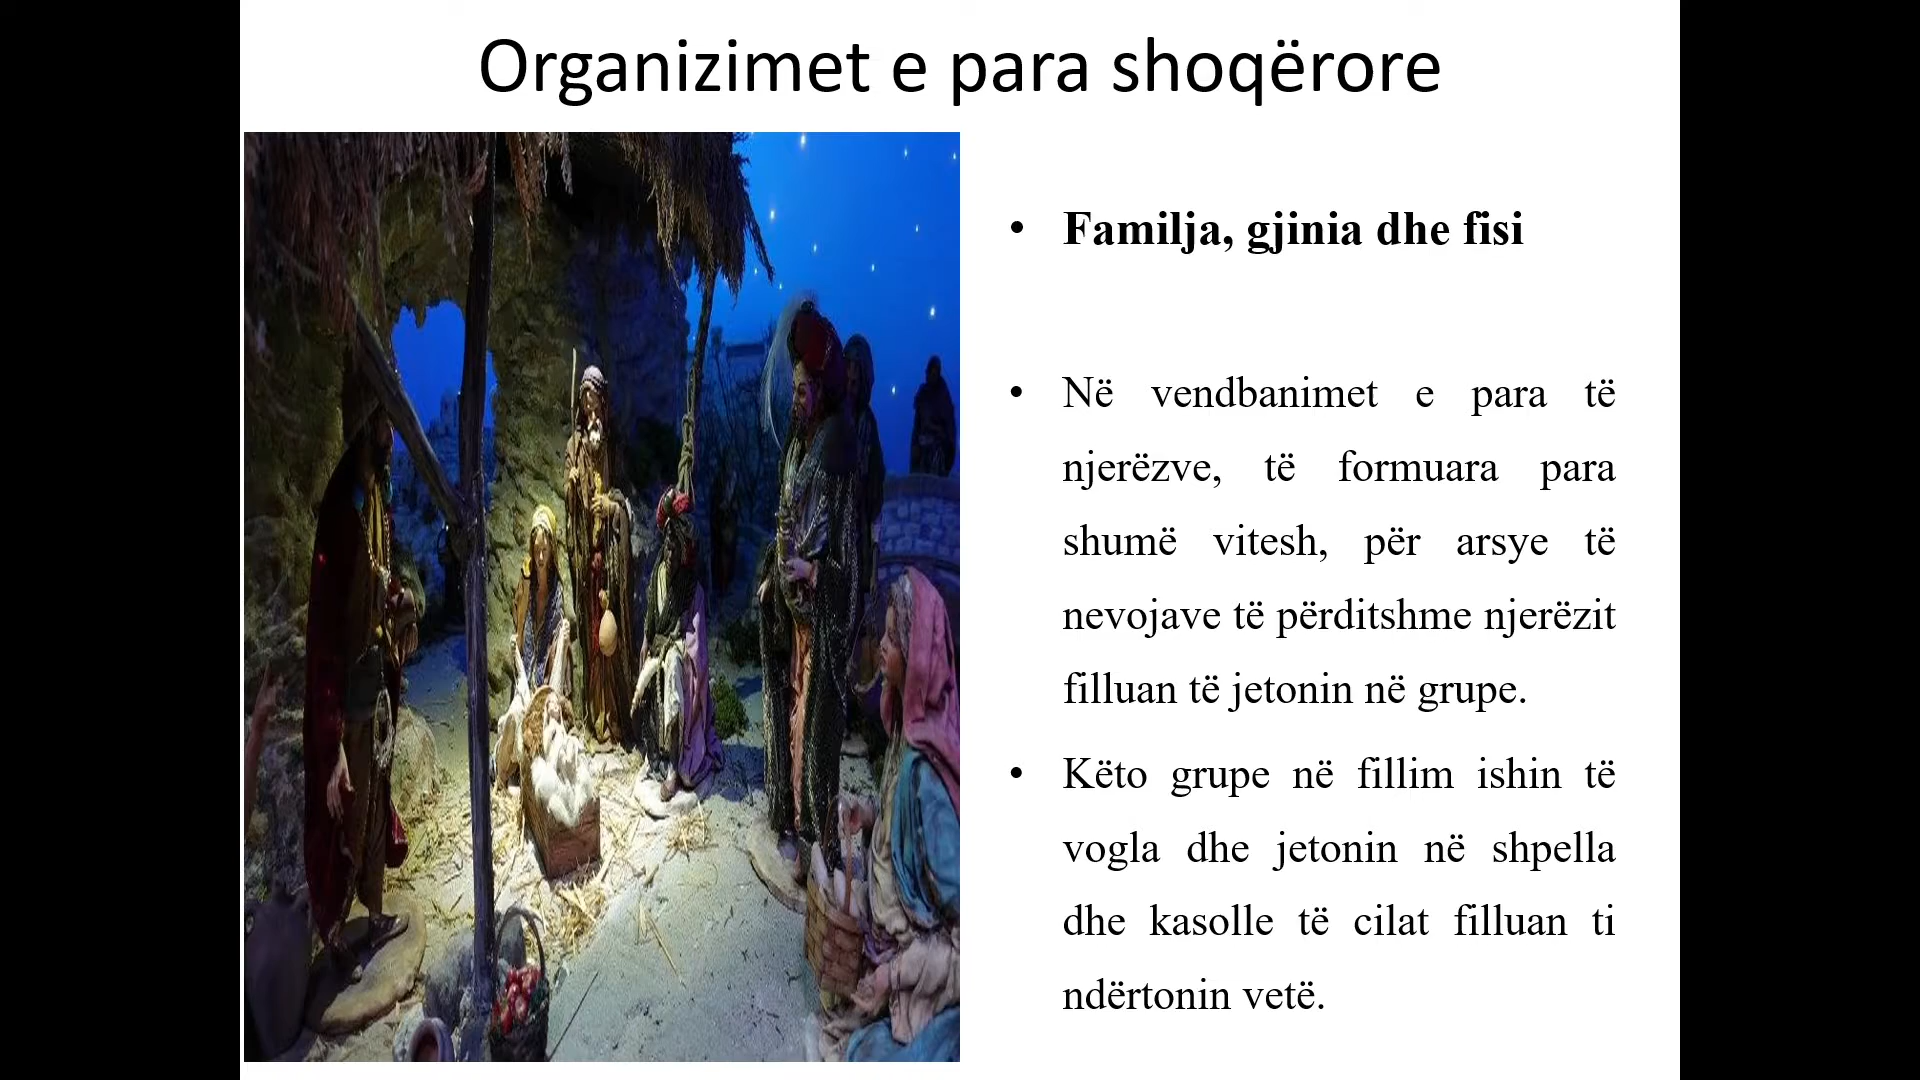 Organizimet e para shoqërore
• Familja, gjinia dhe fisi
• Në vendbanimet e para të
njerëzve, të formuara para
shumë vitesh, për arsye të
nevojave të përditshme njerëzit
filluan të jetonin në grupe.
• Këto grupe në fillim ishin të
vogla dhe jetonin në shpella
dhe kasolle të cilat filluan ti
ndërtonin vetë.